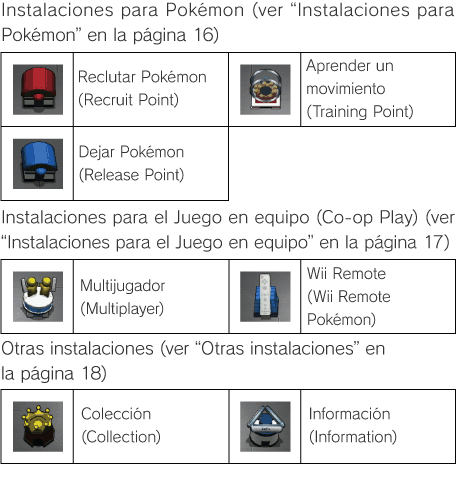 Instalaciones para Pokémon (ver “Instalaciones para
Pokémon” en la página 16)
Reclutar Pokémon
(Recruit Point)
Aprender un
movimiento
(Training Point)
Dejar Pokémon
(Release Point)
Instalaciones para el Juego en equipo (Co-op Play) (ver
“Instalaciones para el Juego en equipo” en la página 17)
Multijugador
(Multiplayer)
Wii Remote
(Wii Remote
Pokémon)
Otras instalaciones (ver “Otras instalaciones” en
la página 18)
Colección
(Collection)
Información
(Information)